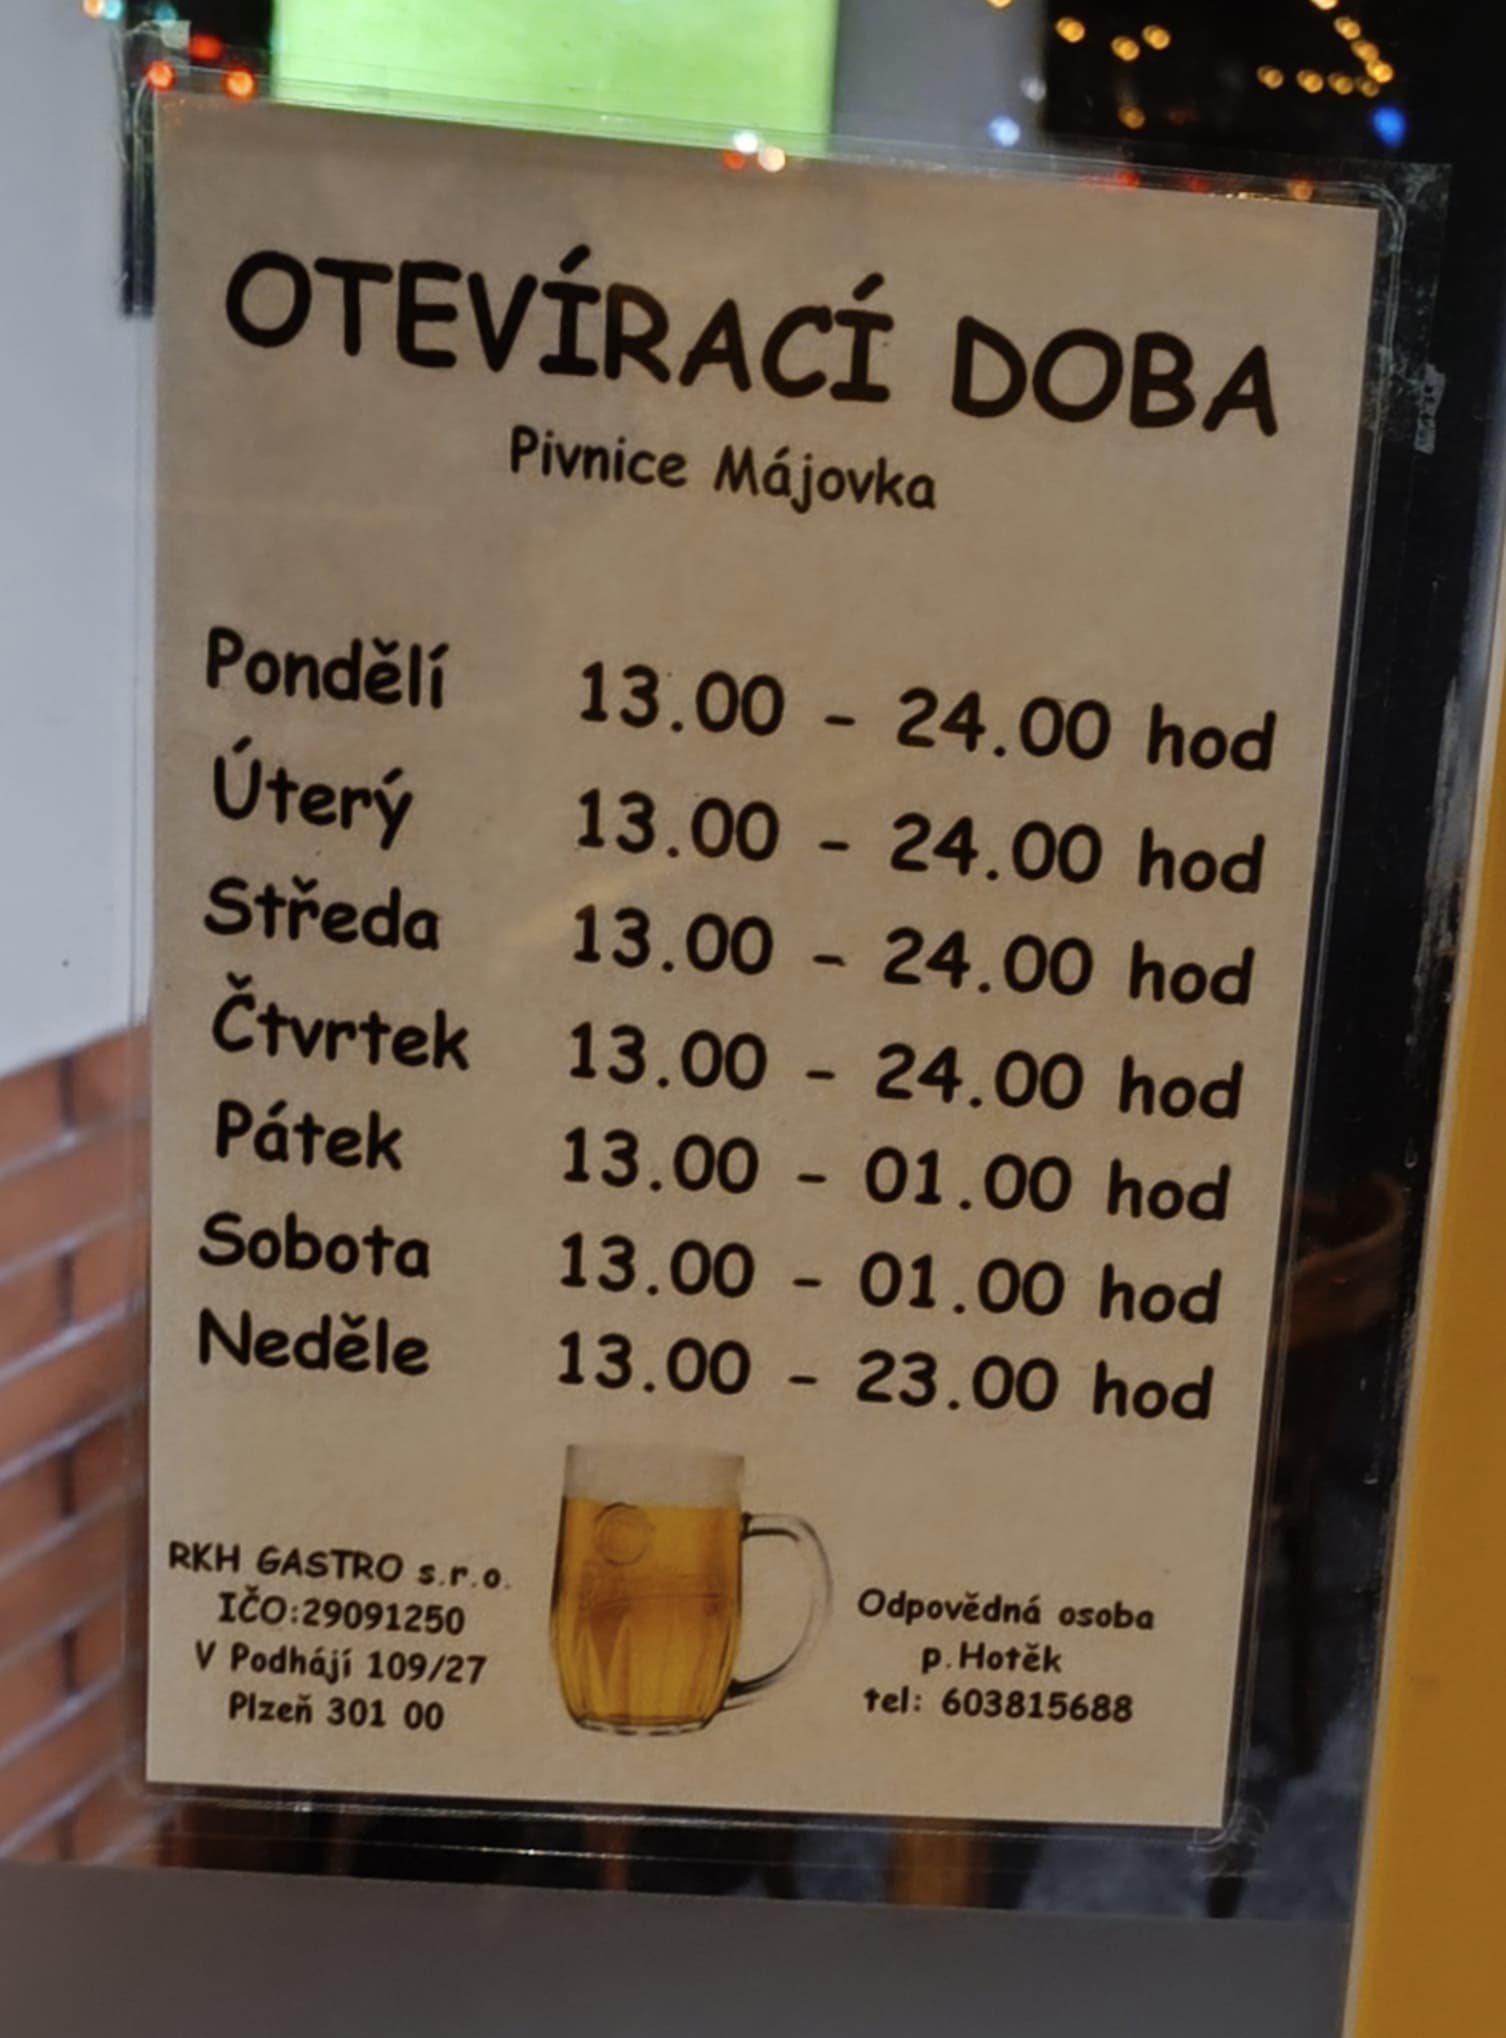 OTEVÍRACÍ DOBA
Pivnice Májovka
Pondělí 13.00 - 24.00 hod
Úterý 13.00 - 24.00 hod
Středa 13.00 - 24.00 hod
Čtvrtek 13.00 - 24.00 hod
Pátek 13.00 - 01.00 hod
Sobota 13.00 - 01.00 hod
Neděle 13.00 - 23.00 hod
RKH GASTRO s.r.o.
IČO:29091250
V Podhájí 109/27
Plzeň 301 00
Odpovědná osoba
p.Hotěk
tel: 603815688